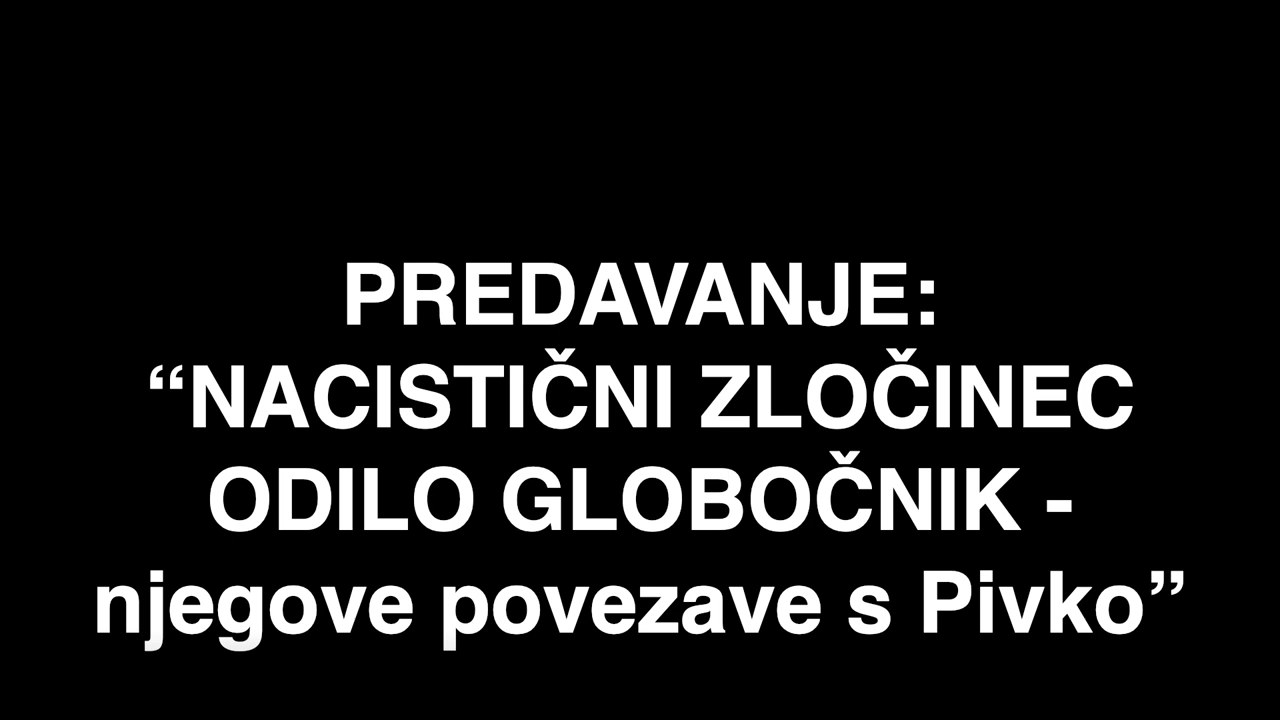 PREDAVANJE:
“NACISTIČNI ZLOČINEC
ODILO GLOBOČNIK -
njegove povezave s Pivko”